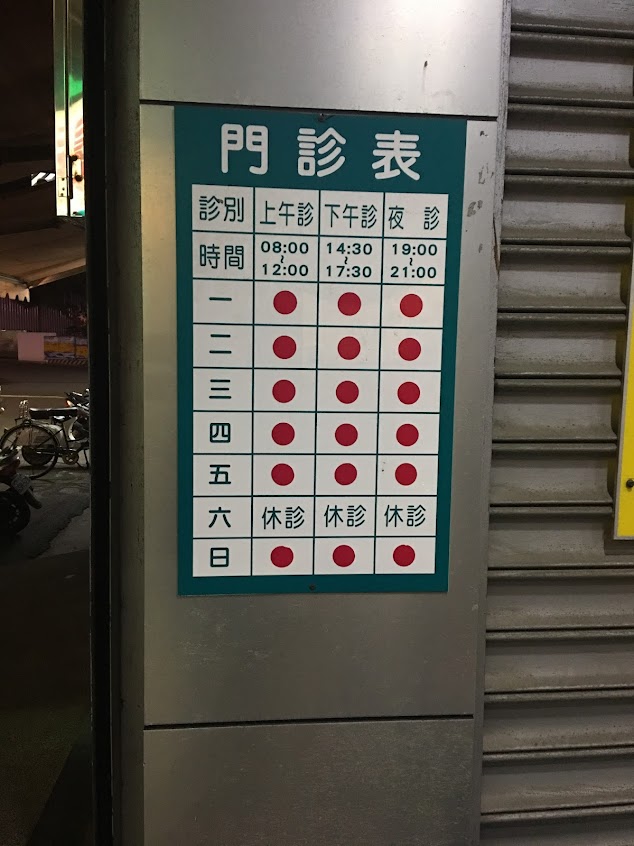 門診表
診別 上午診 下午診 夜診
時間 08:00~12:00 14:30~17:30 19:00~21:00
一 ● ● ●
二 ● ● ●
三 ● ● ●
四 ● ● ●
五 ● ● ●
六 休診 休診 休診
日 ● ● ●